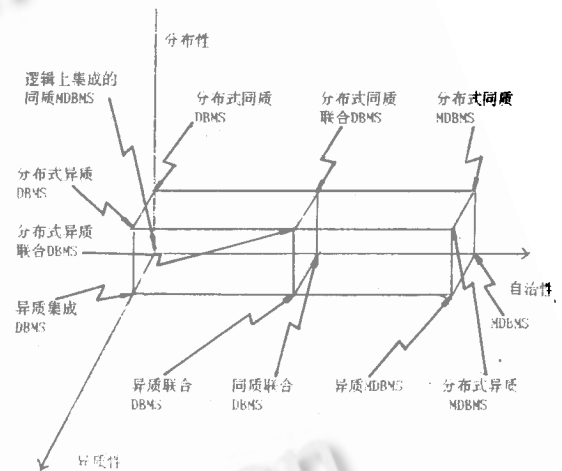 分布性
逻辑上集成的
同质MDBMS
分布式同质
DBMS
分布式同质
联合DBMS
分布式同质
MDBMS
分布式异质
DBMS
分布式异质
联合DBMS
自治性
异质集成
DBMS
MDBMS
异质联合
DBMS
同质联合
DBMS
异质MDBMS
分布式异质
MDBMS
异质性